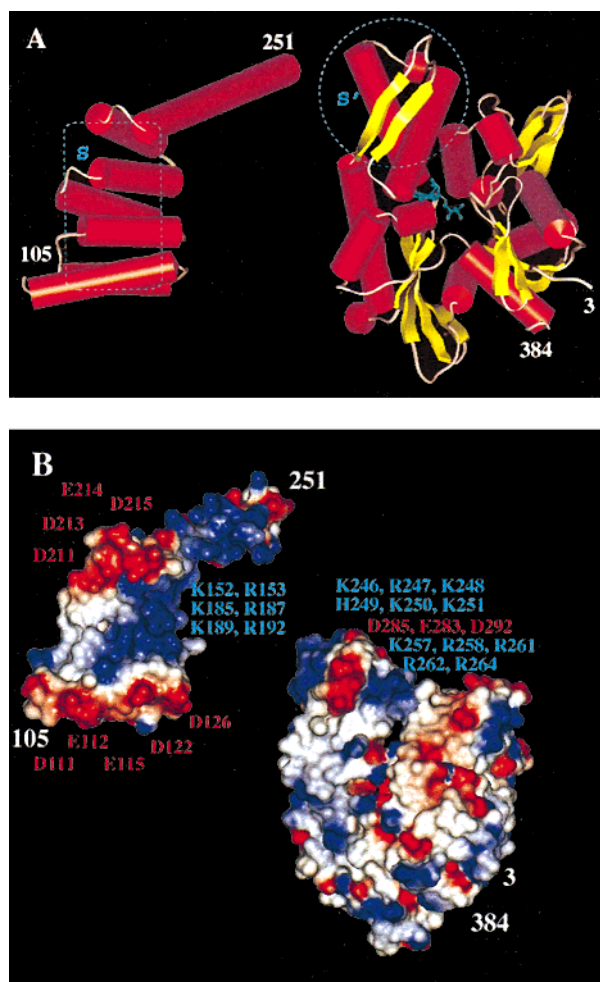 A
251
S
S'
105
3
384
B
E214
D215
D213
D211
251
K152, R153
K185, R187
K189, R192
K246, R247, K248
H249, K250, K251
D285, E283, D292
K257, R258, R261
R262, R264
D126
105
E112
D122
D111
E115
3
384